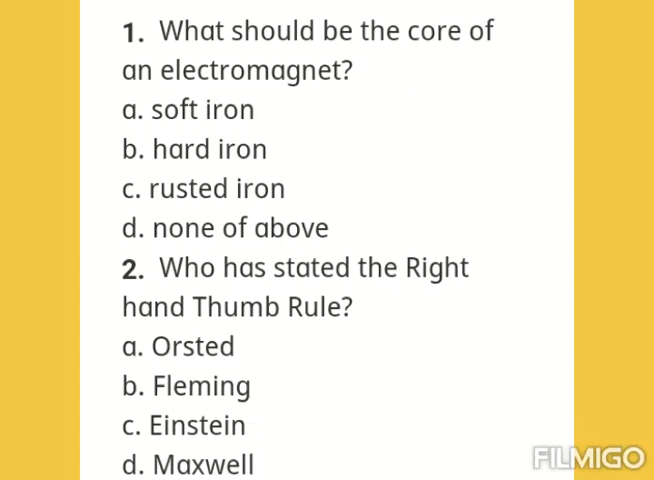 1. What should be the core of
an electromagnet?
a. soft iron
b. hard iron
c. rusted iron
d. none of above
2. Who has stated the Right
hand Thumb Rule?
a. Orsted
b. Fleming
c. Einstein
d. Maxwell
FILMIGO